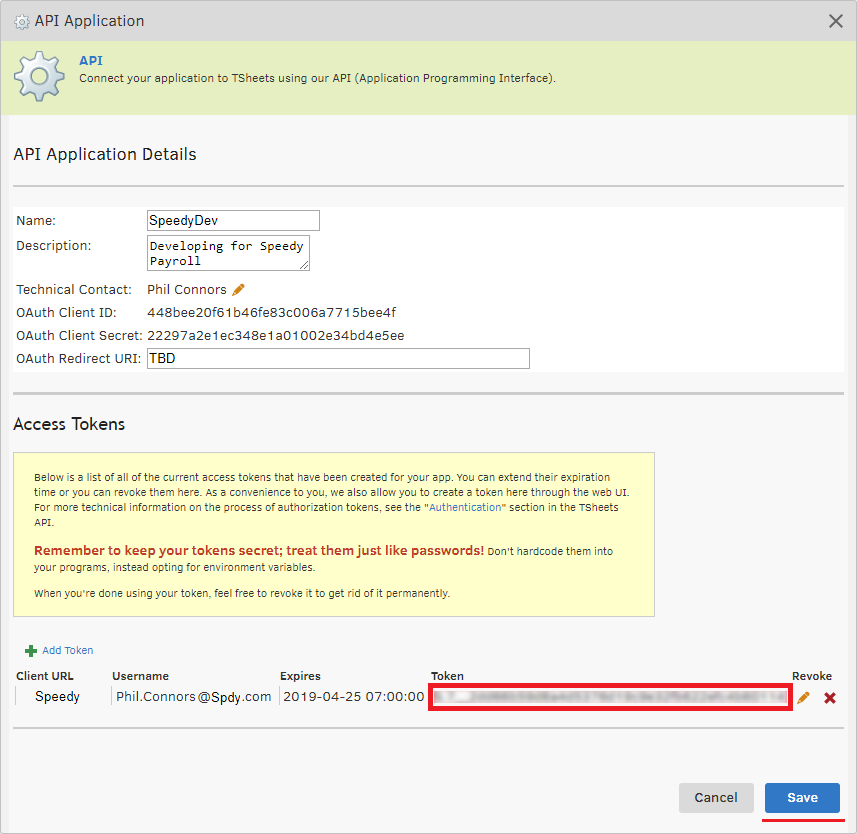 API Application
API
Connect your application to TSheets using our API (Application Programming Interface).
API Application Details
Name: SpeedyDev
Description: Developing for Speedy
Payroll
Technical Contact: Phil Connors
OAuth Client ID: 448bee20f61b46fe83c006a7715bee4f
OAuth Client Secret: 22297a2e1ec348e1a01002e34bd4e5ee
OAuth Redirect URI: TBD
Access Tokens
Below is a list of all of the current access tokens that have been created for your app. You can extend their expiration
time or you can revoke them here. As a convenience to you, we also allow you to create a token here through the web UI.
For more technical information on the process of authorization tokens, see the "Authentication" section in the TSheets
API.
Remember to keep your tokens secret; treat them just like passwords! Don't hardcode them into
your programs, instead opting for environment variables.
When you're done using your token, feel free to revoke it to get rid of it permanently.
Add Token
Client URL Username Expires Token Revoke
Speedy Phil.Connors@Spdy.com 2019-04-25 07:00:00
Cancel Save